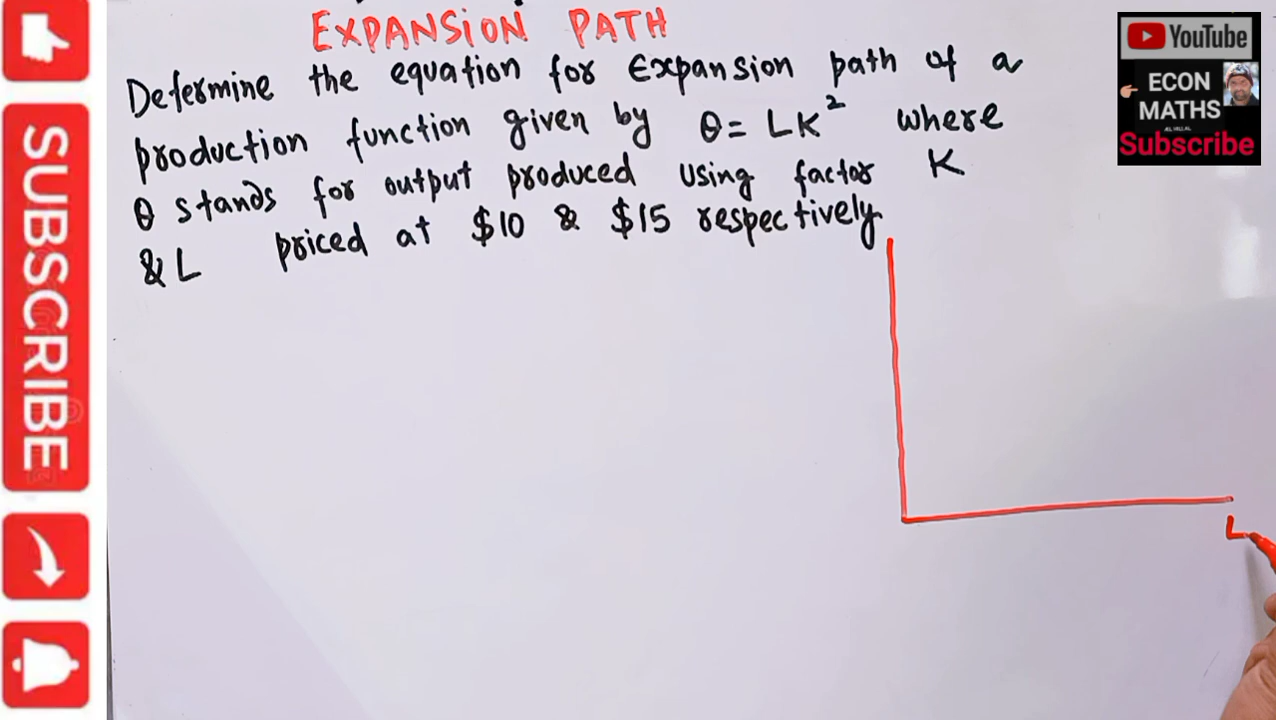 EXPANSION PATH
Determine the equation for Expansion path of a
production function given by θ = LK² where
θ stands for output produced using factor K
& L priced at $10 & $15 respectively
L
SUBSCRIBE
YouTube
ECON
MATHS
Subscribe